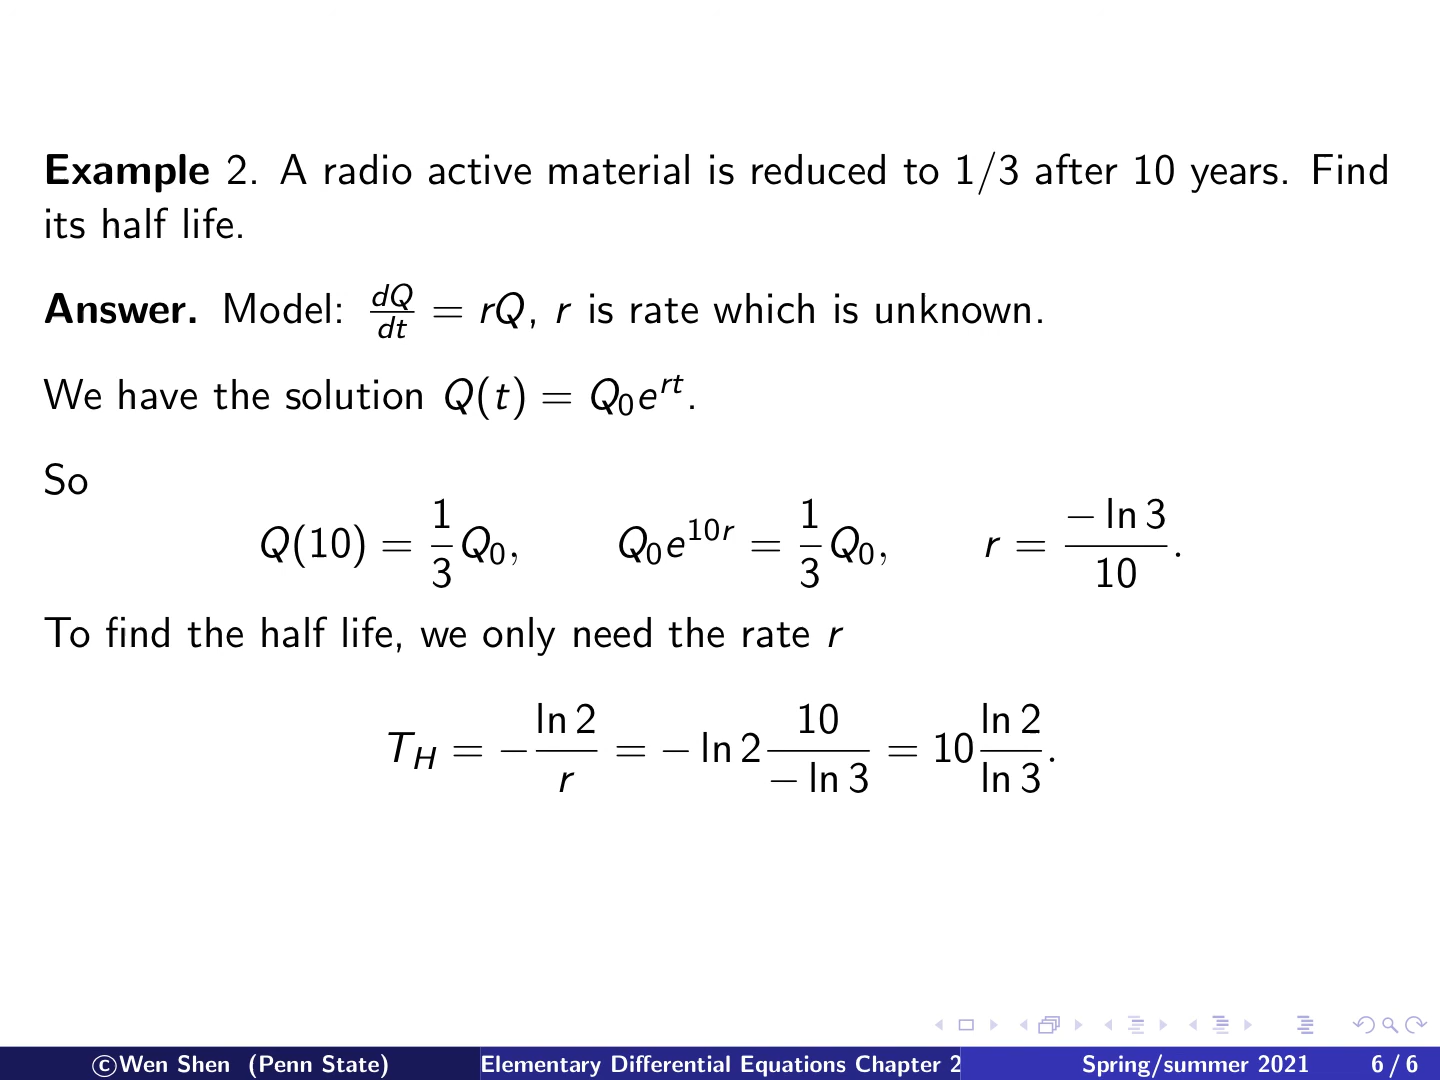 Example 2. A radio active material is reduced to 1/3 after 10 years. Find
its half life.
Answer. Model: dQ/dt = rQ, r is rate which is unknown.
We have the solution Q(t) = Q₀e^{rt}.
So
Q(10) = 1/3 Q₀, Q₀e^{10r} = 1/3 Q₀, r = − ln 3/10.
To find the half life, we only need the rate r
T_H = − ln 2/r = − ln 2 10/− ln 3 = 10 ln 2/ln 3.
©Wen Shen (Penn State) Elementary Differential Equations Chapter 2 Spring/summer 2021 6 / 6